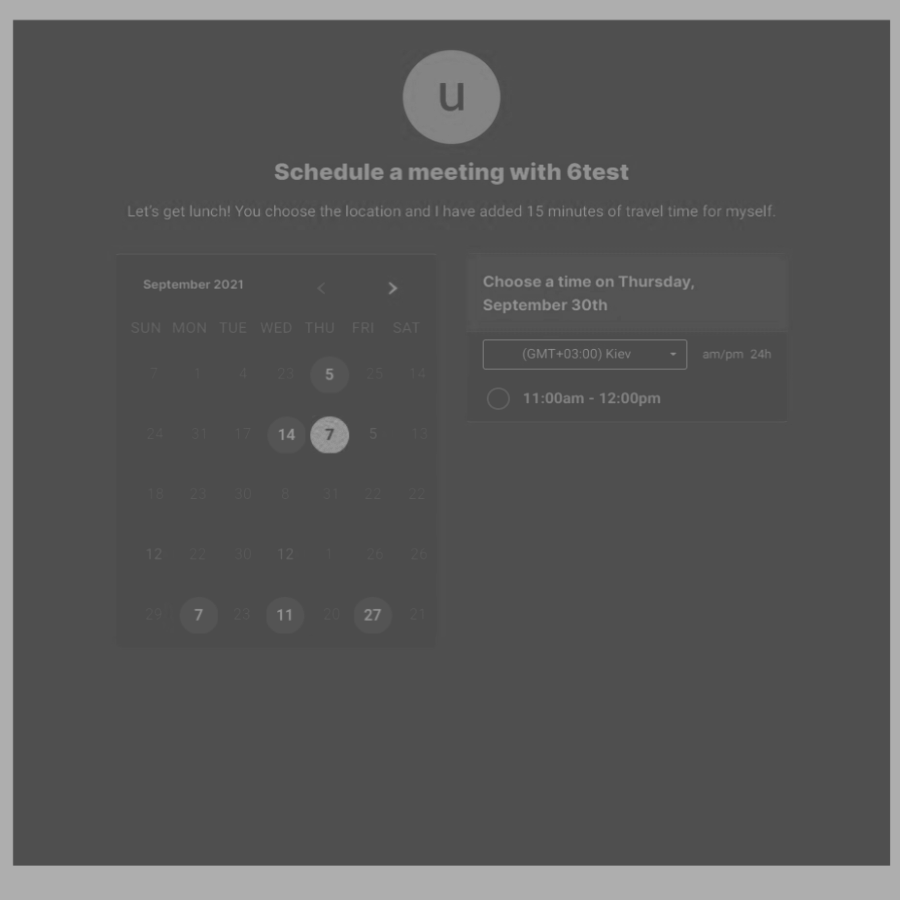 u
Schedule a meeting with 6test
Let's get lunch! You choose the location and I have added 15 minutes of travel time for myself.
September 2021 < >
SUN MON TUE WED THU FRI SAT
7 1 4 23 5 25 14
24 31 17 14 7 5 13
18 23 30 8 31 22 22
12 22 30 12 1 26 26
29 7 23 11 20 27 21
Choose a time on Thursday,
September 30th
(GMT+03:00) Kiev am/pm 24h
11:00am - 12:00pm